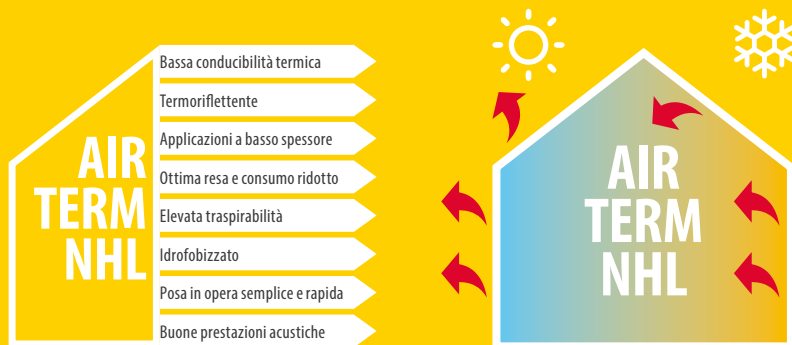 AIR
TERM
NHL
Bassa conducibilità termica
Termoriflettente
Applicazioni a basso spessore
Ottima resa e consumo ridotto
Elevata traspirabilità
Idrofobizzato
Posa in opera semplice e rapida
Buone prestazioni acustiche
AIR
TERM
NHL